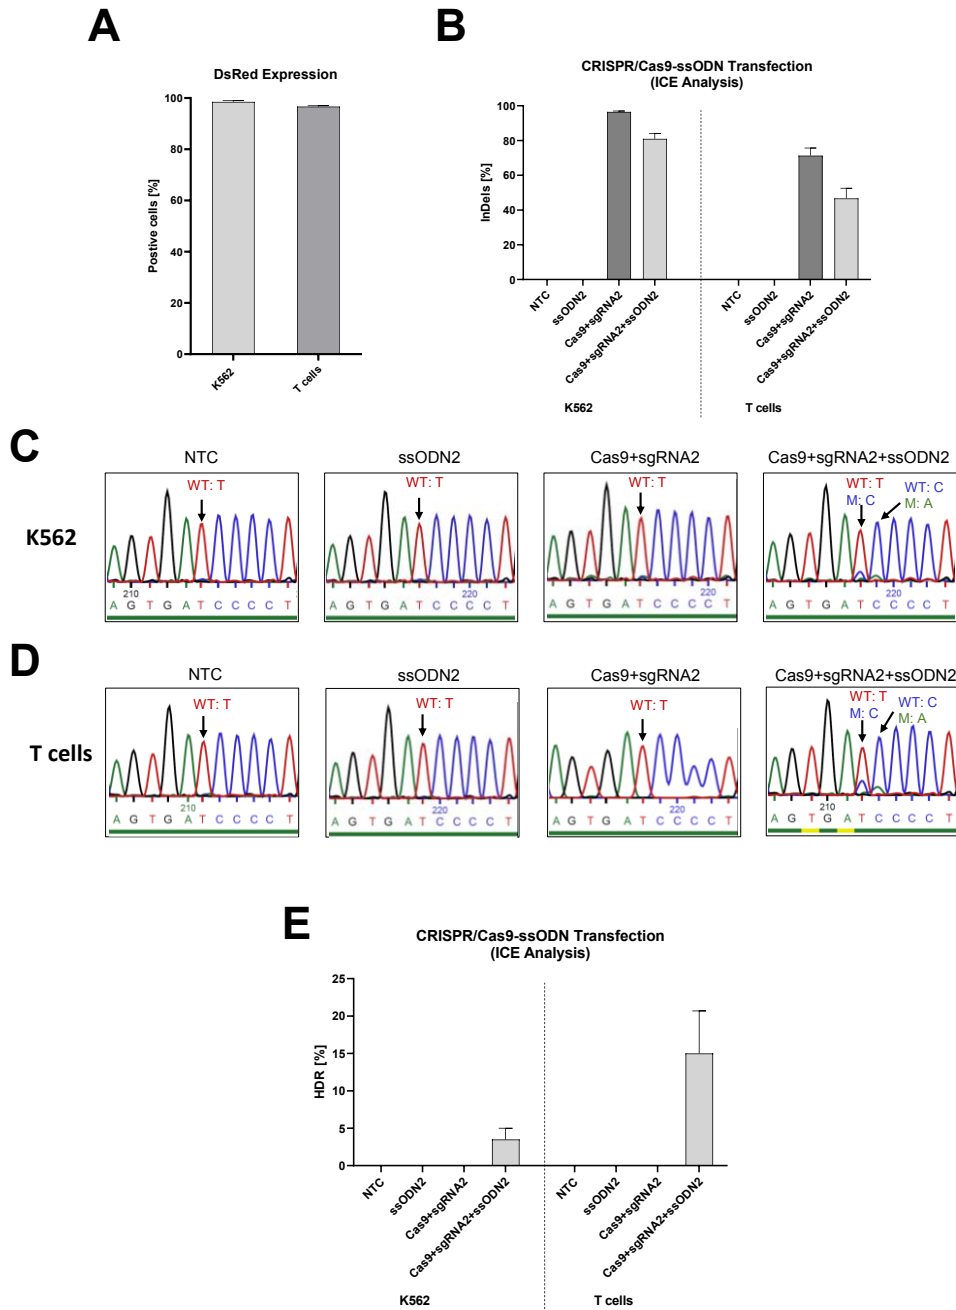 A
DsRed Expression
Postive cells [%]
100
80
60
40
20
0
K562
T cells
B
CRISPR/Cas9-ssODN Transfection
(ICE Analysis)
InDels [%]
100
80
60
40
20
0
NTC
ssODN2
Cas9+sgRNA2
Cas9+sgRNA2+ssODN2
NTC
ssODN2
Cas9+sgRNA2
Cas9+sgRNA2+ssODN2
K562
T cells
C
K562
NTC
WT: T
210
A G T G A T C C C C T
ssODN2
WT: T
220
A G T G A T C C C C T
Cas9+sgRNA2
WT: T
220
A G T G A T C C C C T
Cas9+sgRNA2+ssODN2
WT: T
M: C
WT: C
M: A
220
A G T G A T C C C C T
D
T cells
NTC
WT: T
210
A G T G A T C C C C T
ssODN2
WT: T
220
A G T G A T C C C C T
Cas9+sgRNA2
WT: T
220
A G T G A T C C C C T
Cas9+sgRNA2+ssODN2
WT: T
M: C
WT: C
M: A
210
A G T G A T C C C C T
E
CRISPR/Cas9-ssODN Transfection
(ICE Analysis)
HDR [%]
25
20
15
10
5
0
NTC
ssODN2
Cas9+sgRNA2
Cas9+sgRNA2+ssODN2
NTC
ssODN2
Cas9+sgRNA2
Cas9+sgRNA2+ssODN2
K562
T cells